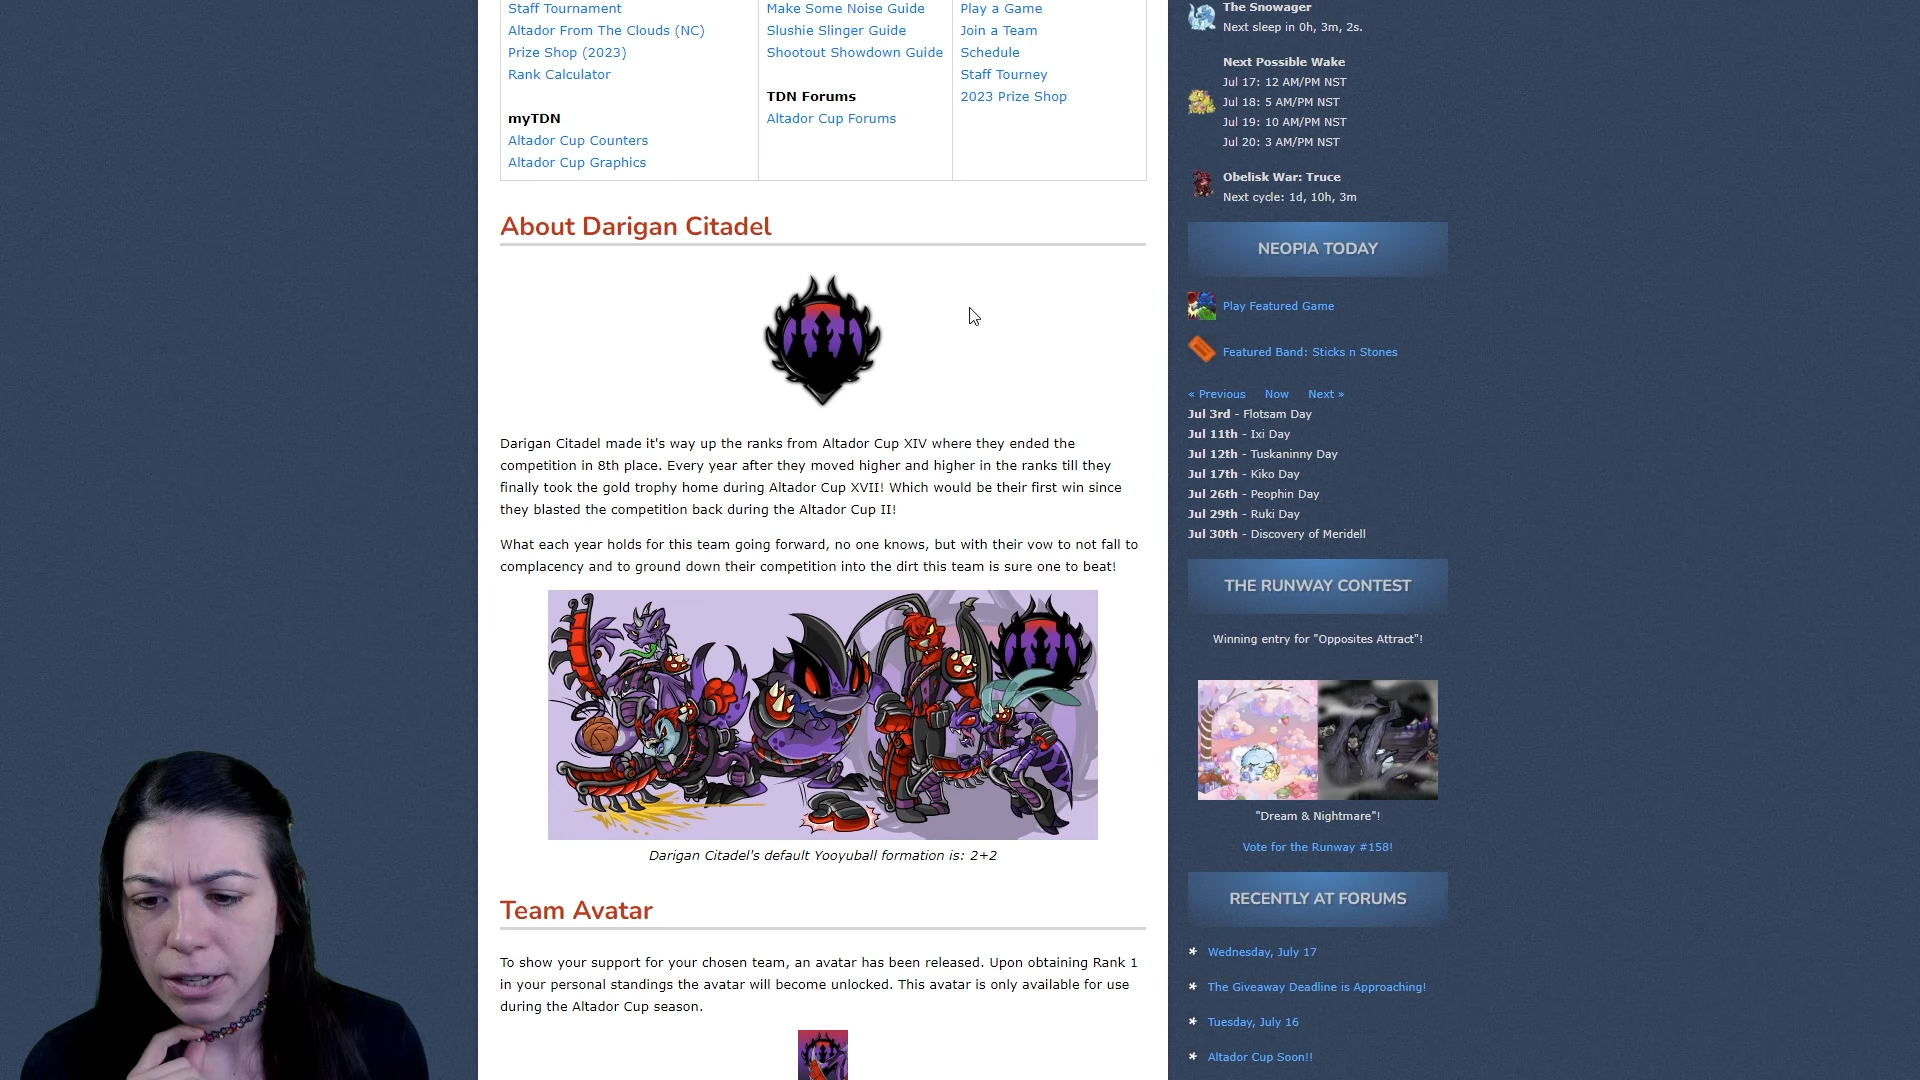 Staff Tournament
Altador From The Clouds (NC)
Prize Shop (2023)
Rank Calculator
myTDN
Altador Cup Counters
Altador Cup Graphics
Make Some Noise Guide
Slushie Slinger Guide
Shootout Showdown Guide
TDN Forums
Altador Cup Forums
Play a Game
Join a Team
Schedule
Staff Tourney
2023 Prize Shop
About Darigan Citadel
Darigan Citadel made it's way up the ranks from Altador Cup XIV where they ended the
competition in 8th place. Every year after they moved higher and higher in the ranks till they
finally took the gold trophy home during Altador Cup XVII! Which would be their first win since
they blasted the competition back during the Altador Cup II!
What each year holds for this team going forward, no one knows, but with their vow to not fall to
complacency and to ground down their competition into the dirt this team is sure one to beat!
Darigan Citadel's default Yooyuball formation is: 2+2
Team Avatar
To show your support for your chosen team, an avatar has been released. Upon obtaining Rank 1
in your personal standings the avatar will become unlocked. This avatar is only available for use
during the Altador Cup season.
The Snowager
Next sleep in 0h, 3m, 2s.
Next Possible Wake
Jul 17: 12 AM/PM NST
Jul 18: 5 AM/PM NST
Jul 19: 10 AM/PM NST
Jul 20: 3 AM/PM NST
Obelisk War: Truce
Next cycle: 1d, 10h, 3m
NEOPIA TODAY
Play Featured Game
Featured Band: Sticks n Stones
« Previous Now Next »
Jul 3rd - Flotsam Day
Jul 11th - Ixi Day
Jul 12th - Tuskaninny Day
Jul 17th - Kiko Day
Jul 26th - Peophin Day
Jul 29th - Ruki Day
Jul 30th - Discovery of Meridell
THE RUNWAY CONTEST
Winning entry for "Opposites Attract"!
"Dream & Nightmare"!
Vote for the Runway #158!
RECENTLY AT FORUMS
* Wednesday, July 17
* The Giveaway Deadline is Approaching!
* Tuesday, July 16
* Altador Cup Soon!!